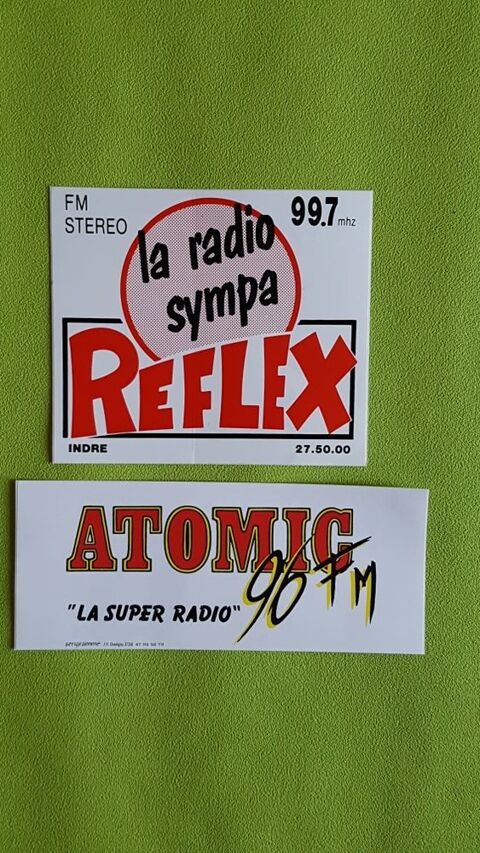 FM
STEREO
99.7 mhz
la radio
sympa
REFLEX
INDRE
27.50.00
ATOMIC
96 FM
"LA SUPER RADIO"